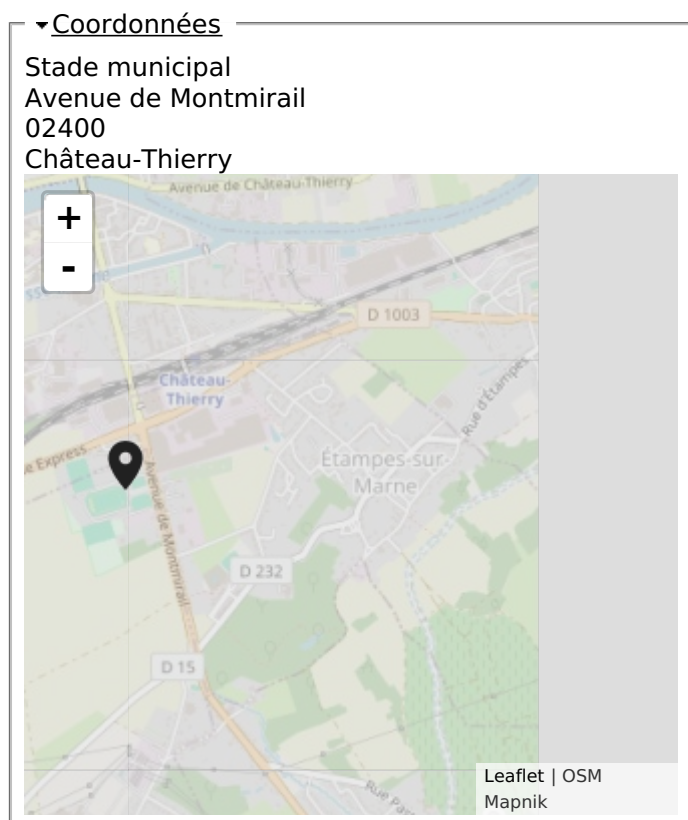 Coordonnées
Stade municipal
Avenue de Montmirail
02400
Château-Thierry
Avenue de Château-Thierry
+
-
D 1003
Château-
Thierry
Rue d'Étampes
e Express
Étampes-sur-
Marne
Avenue de Montmirail
D 232
D 15
Leaflet | OSM
Mapnik